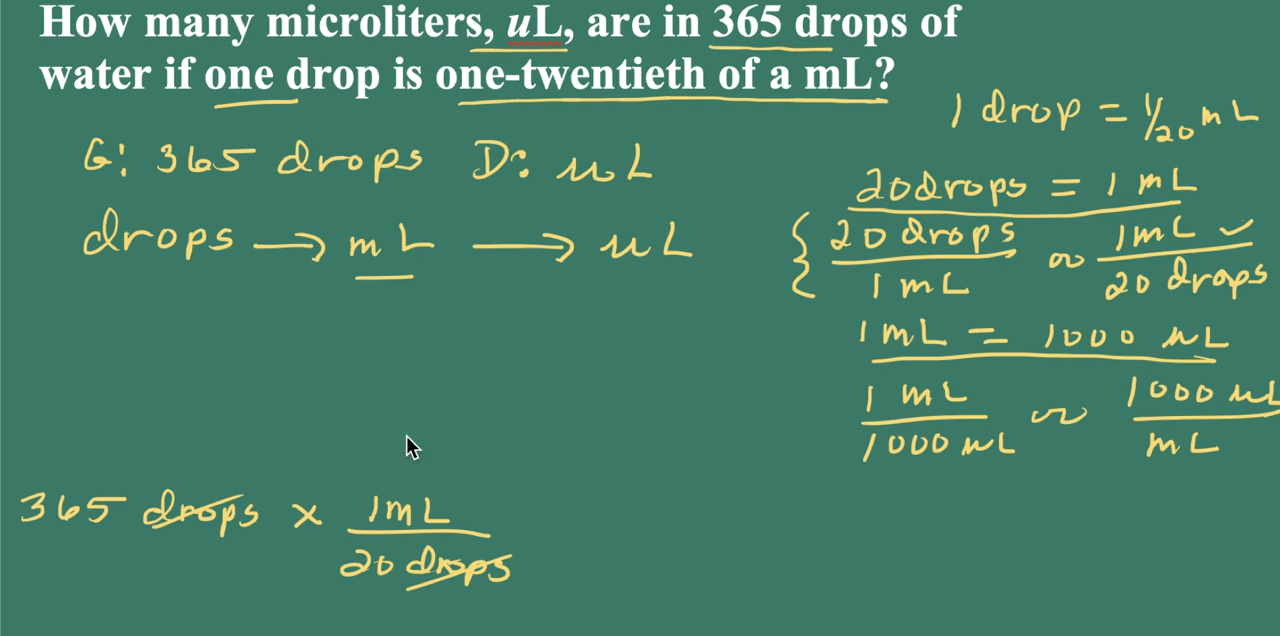 How many microliters, uL, are in 365 drops of
water if one drop is one-twentieth of a mL?
1 drop = 1/20 mL
G: 365 drops D: uL
20 drops = 1 mL
drops → mL → uL
20 drops / 1 mL or 1 mL ✓ / 20 drops
1 mL = 1000 uL
1 mL / 1000 uL or 1000 uL / mL
365 drops x 1 mL / 20 drops